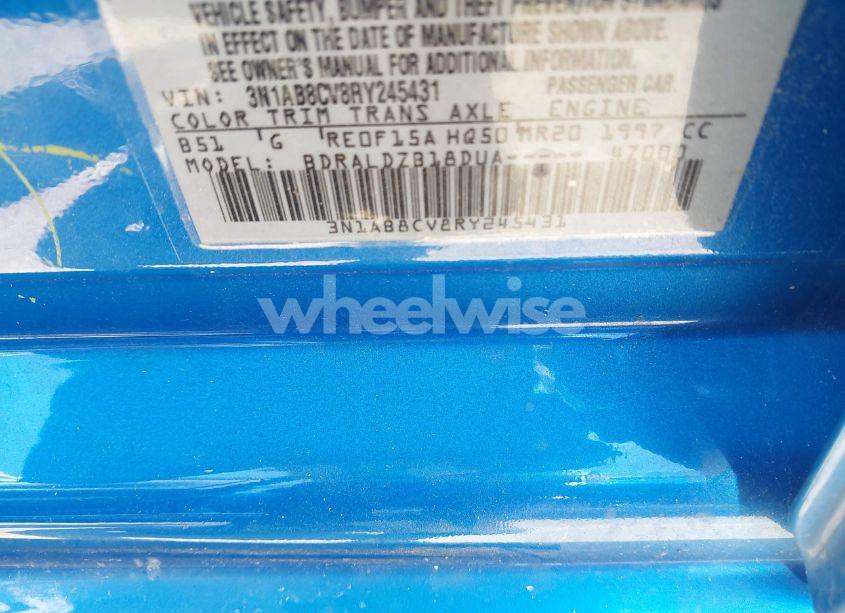 VEHICLE SAFETY, BUMPER AND THEFT PREVENTION STANDARDS
IN EFFECT ON THE DATE OF MANUFACTURE SHOWN ABOVE.
SEE OWNER'S MANUAL FOR ADDITIONAL INFORMATION.
VIN: 3N1AB8CV8RY245431 PASSENGER CAR
COLOR TRIM TRANS AXLE ENGINE
B51 G RE0F15A HQ50 MR20 1997 CC
MODEL: BDRALDZB18DUA-----
3N1AB8CV8RY245431
wheelwise